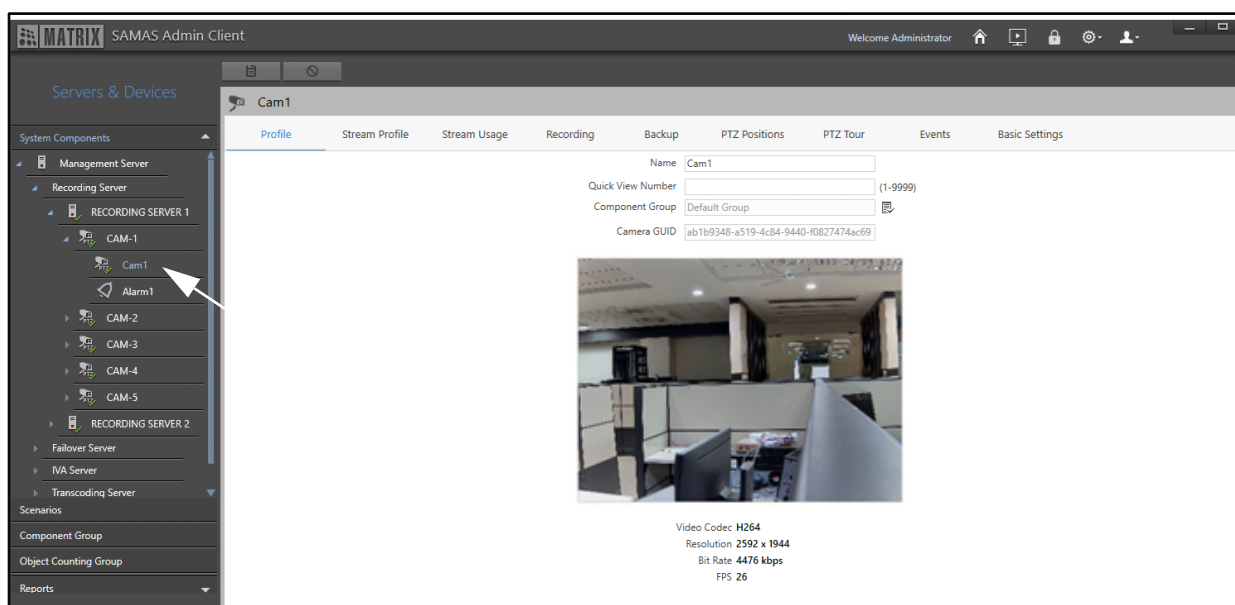 MATRIX SAMAS Admin Client
Welcome Administrator
Servers & Devices
Cam1
System Components
Profile Stream Profile Stream Usage Recording Backup PTZ Positions PTZ Tour Events Basic Settings
Management Server
Recording Server
RECORDING SERVER 1
CAM-1
Cam1
Alarm1
CAM-2
CAM-3
CAM-4
CAM-5
RECORDING SERVER 2
Failover Server
IVA Server
Transcoding Server
Scenarios
Component Group
Object Counting Group
Reports
Name Cam1
Quick View Number (1-9999)
Component Group Default Group
Camera GUID ab1b9348-a519-4c84-9440-f0827474ac69
Video Codec H264
Resolution 2592 x 1944
Bit Rate 4476 kbps
FPS 26